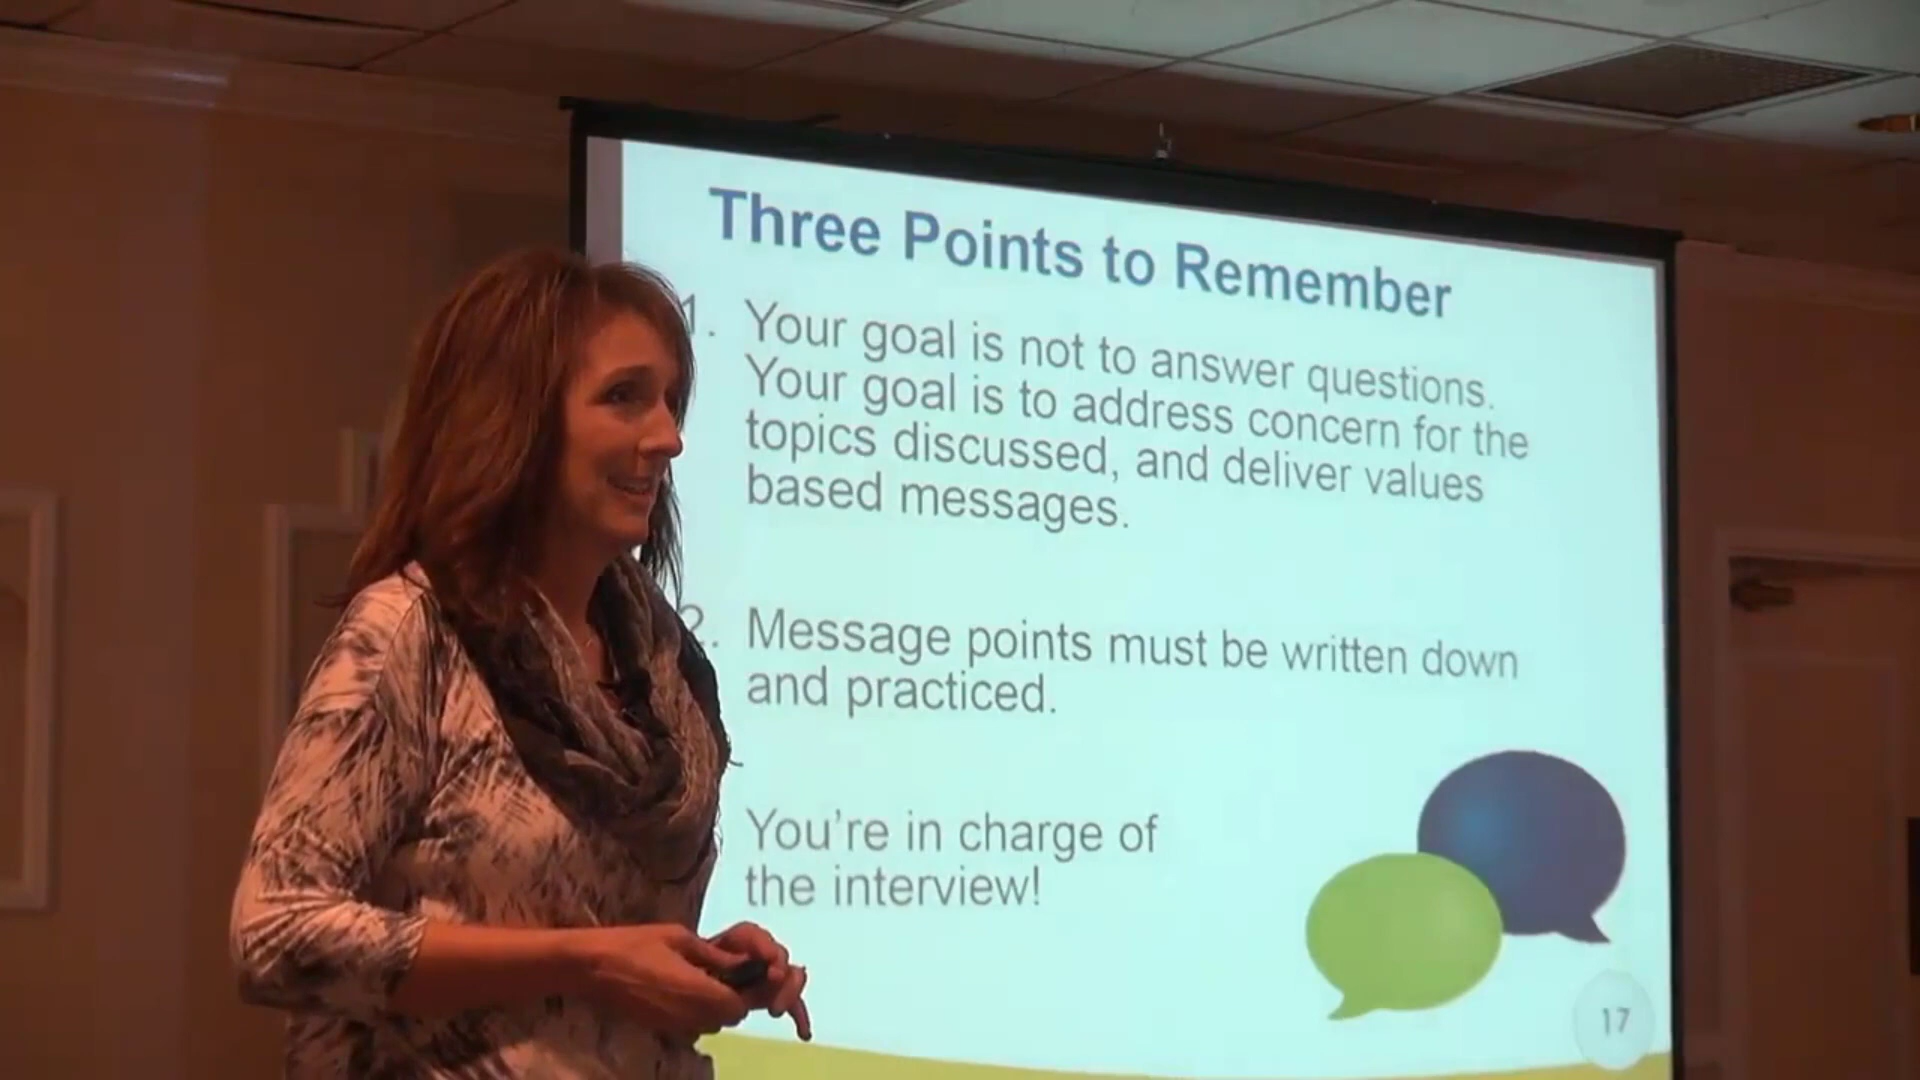 Three Points to Remember
1. Your goal is not to answer questions.
Your goal is to address concern for the
topics discussed, and deliver values
based messages.
2. Message points must be written down
and practiced.
You're in charge of
the interview!
17